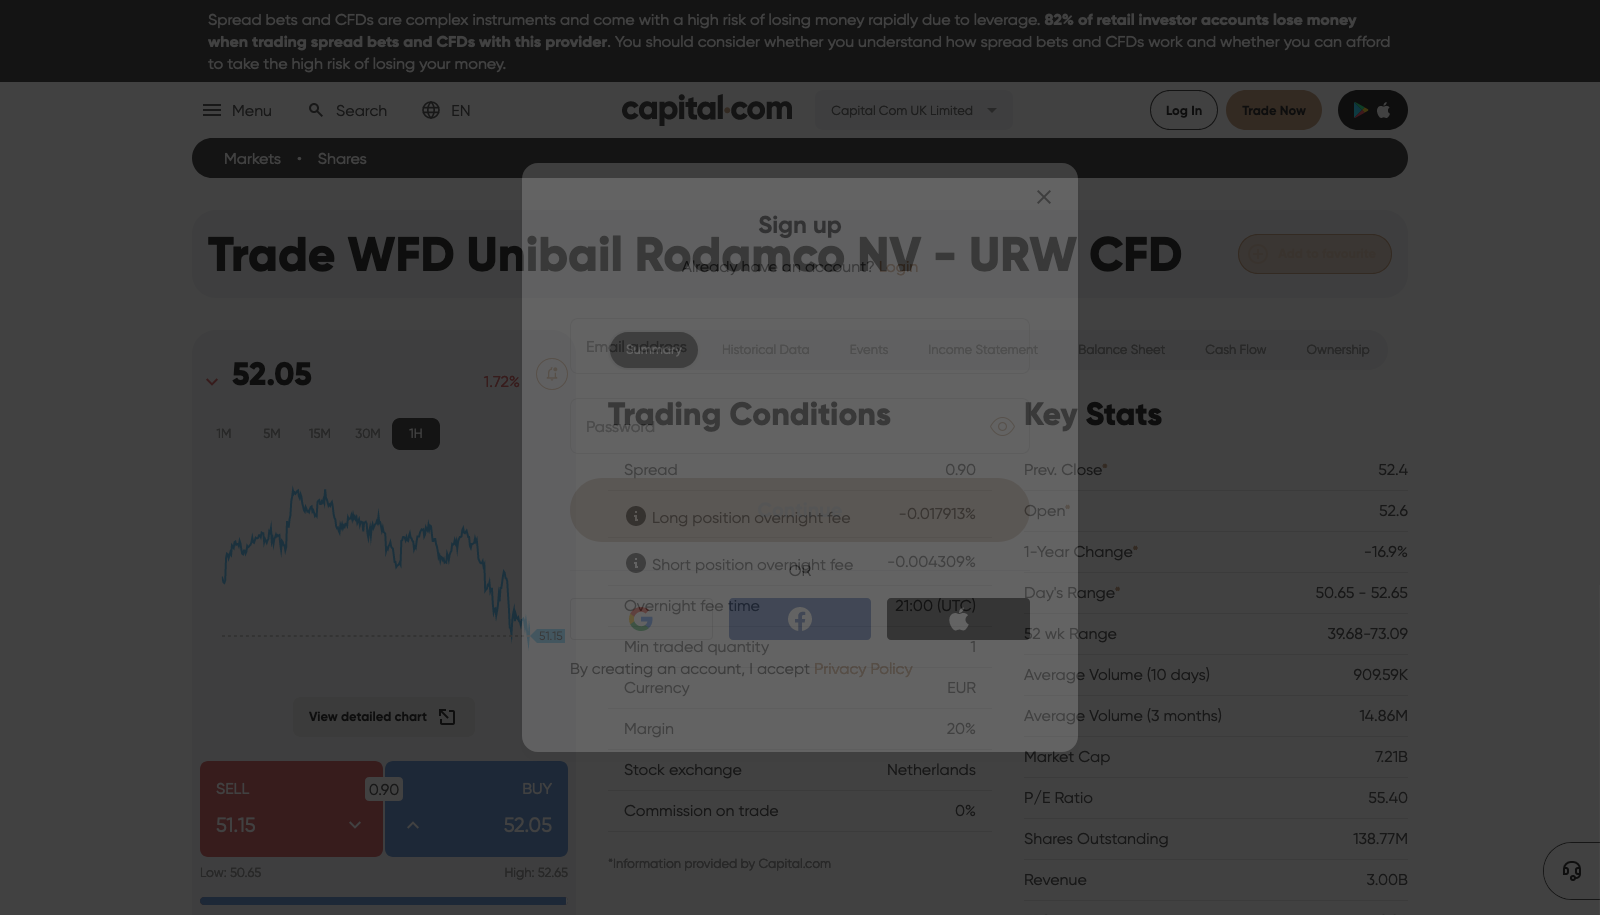 Spread bets and CFDs are complex instruments and come with a high risk of losing money rapidly due to leverage. 82% of retail investor accounts lose money
when trading spread bets and CFDs with this provider. You should consider whether you understand how spread bets and CFDs work and whether you can afford
to take the high risk of losing your money.
Menu
Search
EN
capital.com
Capital Com UK Limited
Log In
Trade Now
Markets • Shares
Sign up
Already have an account? Login
Email address
Password
OR
By creating an account, I accept Privacy Policy
Trade WFD Unibail Rodamco NV - URW CFD
52.05
1.72%
1M 5M 15M 30M 1H
51.15
View detailed chart
SELL
51.15
0.90
BUY
52.05
Low: 50.65
High: 52.65
Summary
Historical Data
Events
Income Statement
Balance Sheet
Cash Flow
Ownership
Trading Conditions
Spread 0.90
Long position overnight fee -0.017913%
Short position overnight fee -0.004309%
Overnight fee time 21:00 (UTC)
Min traded quantity 1
Currency EUR
Margin 20%
Stock exchange Netherlands
Commission on trade 0%
*Information provided by Capital.com
Key Stats
Prev. Close* 52.4
Open* 52.6
1-Year Change* -16.9%
Day's Range* 50.65 - 52.65
52 wk Range 39.68-73.09
Average Volume (10 days) 909.59K
Average Volume (3 months) 14.86M
Market Cap 7.21B
P/E Ratio 55.40
Shares Outstanding 138.77M
Revenue 3.00B